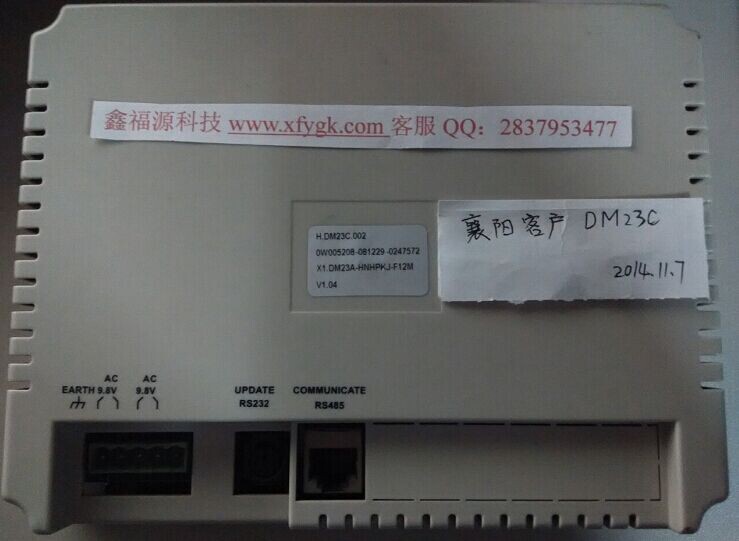 鑫福源科技 www.xfygk.com 客服 QQ：2837953477
襄阳客户 DM23C
2014.11.7
H.DM23C.002
0W005208-081229-0247572
X1.DM23A-HNHPKJ-F12M
V1.04
AC AC
EARTH 9.8V 9.8V
UPDATE COMMUNICATE
RS232 RS485